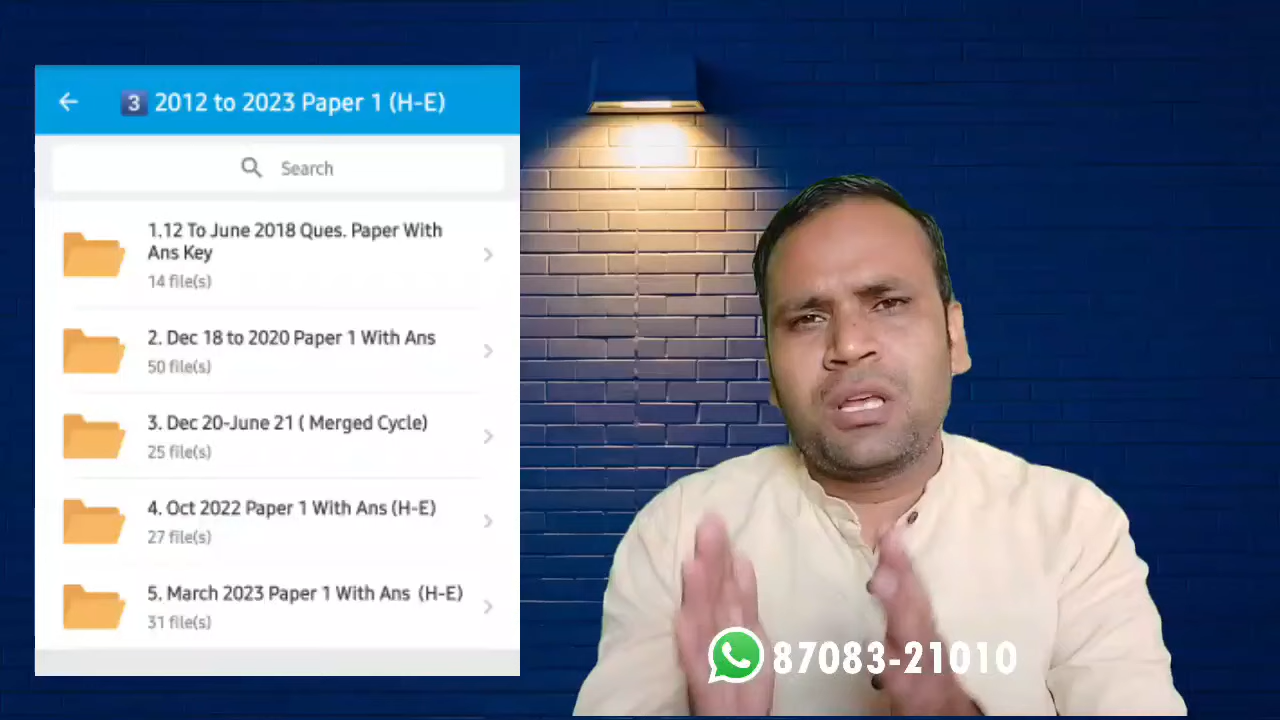 3 2012 to 2023 Paper 1 (H-E)
Search
1.12 To June 2018 Ques. Paper With
Ans Key
14 file(s)
2. Dec 18 to 2020 Paper 1 With Ans
50 file(s)
3. Dec 20-June 21 ( Merged Cycle)
25 file(s)
4. Oct 2022 Paper 1 With Ans (H-E)
27 file(s)
5. March 2023 Paper 1 With Ans (H-E)
31 file(s)
87083-21010